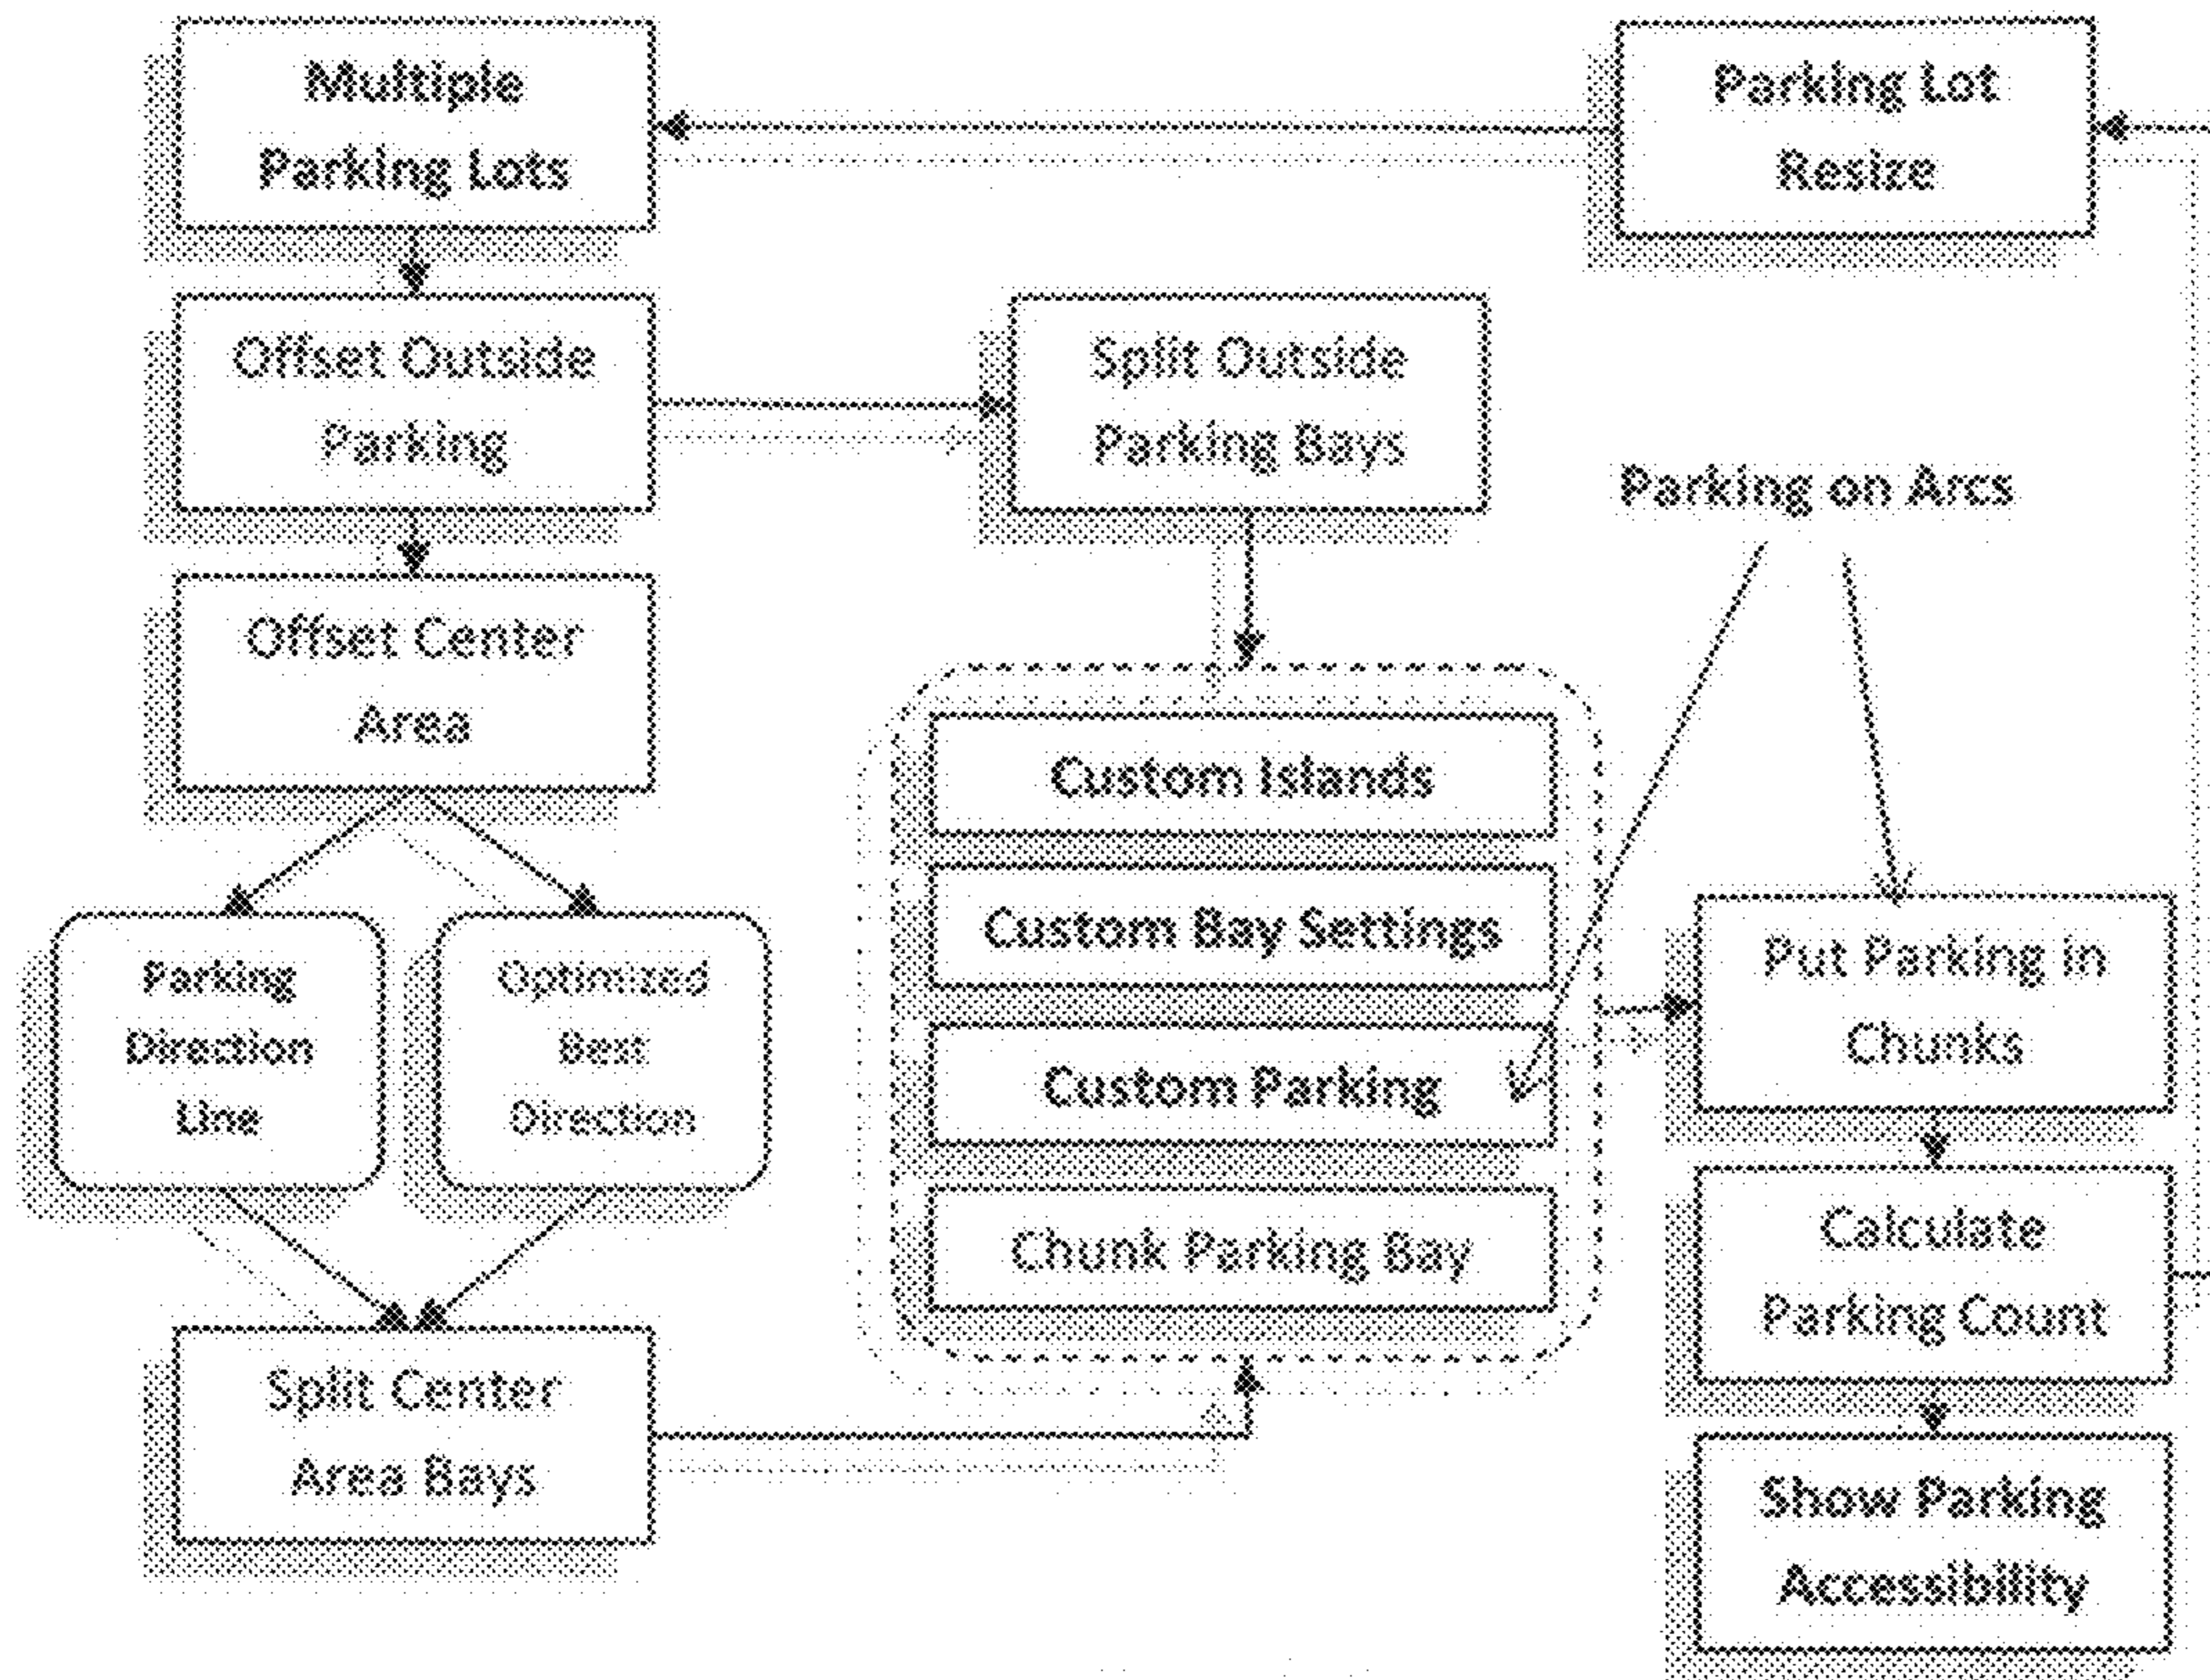 Multiple
Parking Lots
Parking Lot
Resize
Offset Outside
Parking
Split Outside
Parking Bays
Parking on Arcs
Offset Center
Area
Custom Islands
Custom Bay Settings
Custom Parking
Chunk Parking Bay
Parking
Direction
Line
Optimized
Best
Direction
Put Parking in
Chunks
Calculate
Parking Count
Split Center
Area Bays
Show Parking
Accessibility